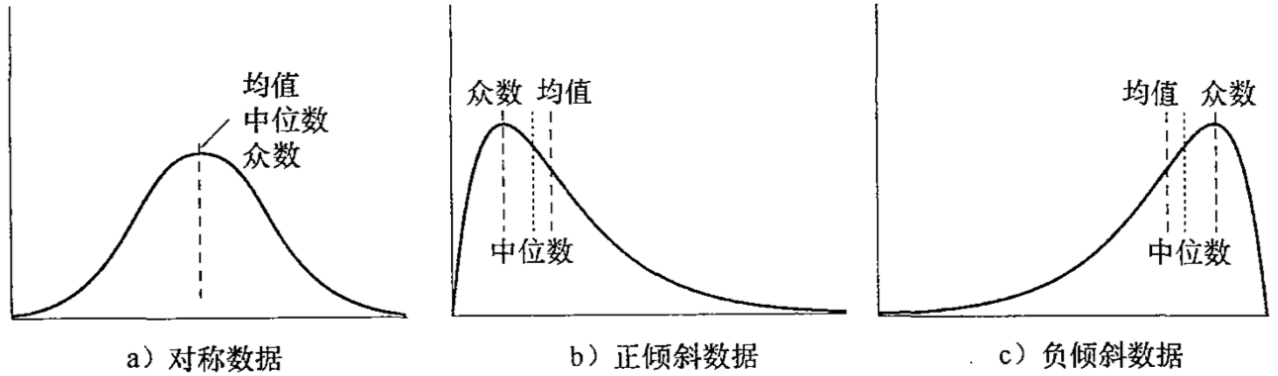 均值
中位数
众数
a）对称数据
众数 均值
中位数
b）正倾斜数据
均值 众数
中位数
c）负倾斜数据